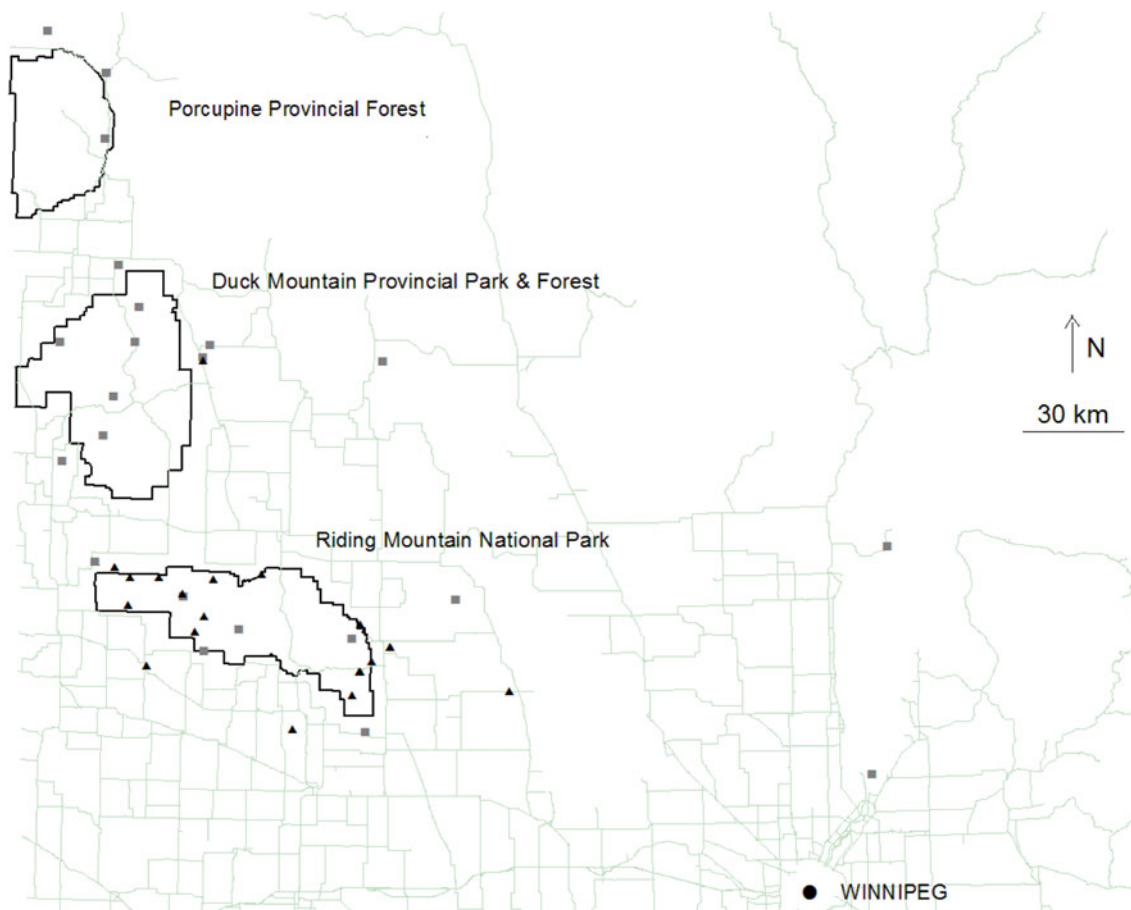 Porcupine Provincial Forest
Duck Mountain Provincial Park & Forest
N
30 km
Riding Mountain National Park
WINNIPEG